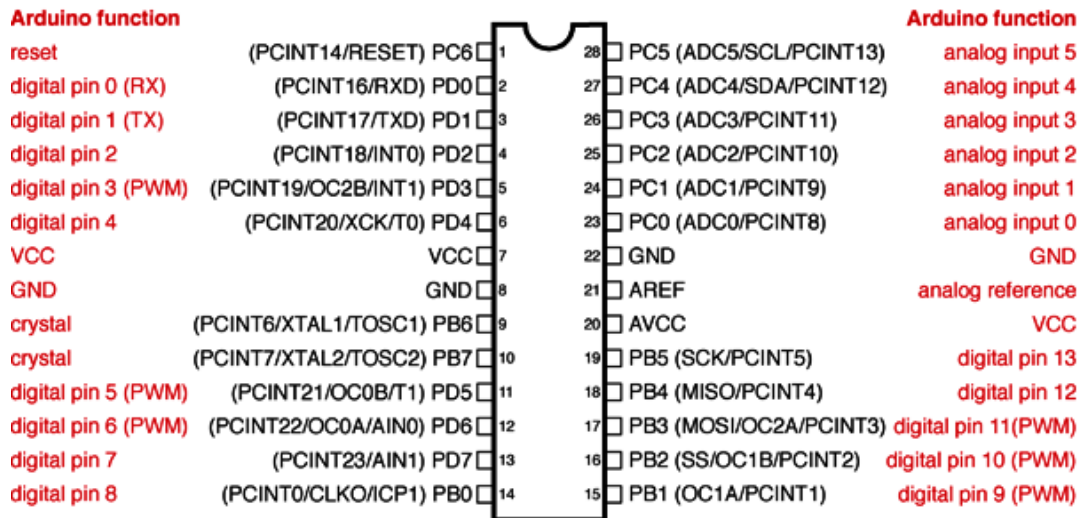 Arduino function Arduino function
reset (PCINT14/RESET) PC6 1 28 PC5 (ADC5/SCL/PCINT13) analog input 5
digital pin 0 (RX) (PCINT16/RXD) PD0 2 27 PC4 (ADC4/SDA/PCINT12) analog input 4
digital pin 1 (TX) (PCINT17/TXD) PD1 3 26 PC3 (ADC3/PCINT11) analog input 3
digital pin 2 (PCINT18/INT0) PD2 4 25 PC2 (ADC2/PCINT10) analog input 2
digital pin 3 (PWM) (PCINT19/OC2B/INT1) PD3 5 24 PC1 (ADC1/PCINT9) analog input 1
digital pin 4 (PCINT20/XCK/T0) PD4 6 23 PC0 (ADC0/PCINT8) analog input 0
VCC VCC 7 22 GND GND
GND GND 8 21 AREF analog reference
crystal (PCINT6/XTAL1/TOSC1) PB6 9 20 AVCC VCC
crystal (PCINT7/XTAL2/TOSC2) PB7 10 19 PB5 (SCK/PCINT5) digital pin 13
digital pin 5 (PWM) (PCINT21/OC0B/T1) PD5 11 18 PB4 (MISO/PCINT4) digital pin 12
digital pin 6 (PWM) (PCINT22/OC0A/AIN0) PD6 12 17 PB3 (MOSI/OC2A/PCINT3) digital pin 11(PWM)
digital pin 7 (PCINT23/AIN1) PD7 13 16 PB2 (SS/OC1B/PCINT2) digital pin 10 (PWM)
digital pin 8 (PCINT0/CLKO/ICP1) PB0 14 15 PB1 (OC1A/PCINT1) digital pin 9 (PWM)